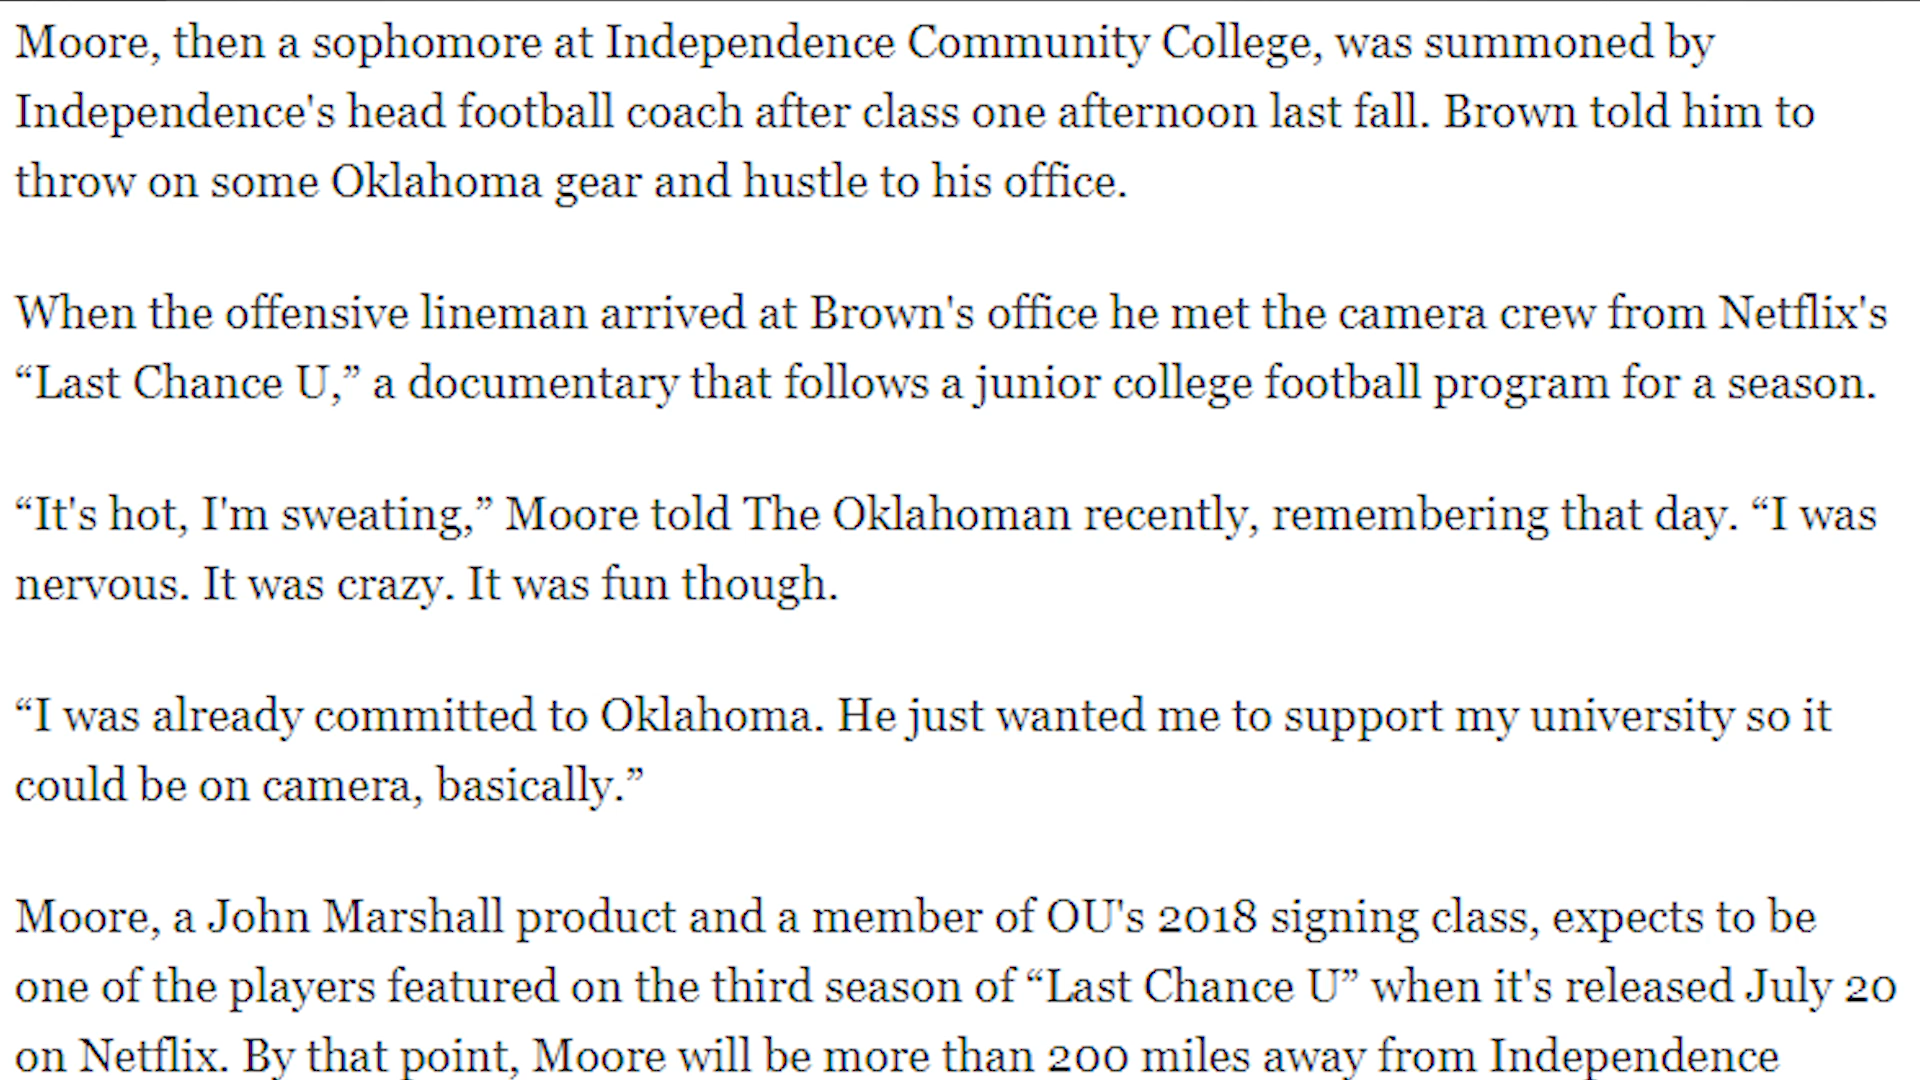 Moore, then a sophomore at Independence Community College, was summoned by
Independence's head football coach after class one afternoon last fall. Brown told him to
throw on some Oklahoma gear and hustle to his office.
When the offensive lineman arrived at Brown's office he met the camera crew from Netflix's
“Last Chance U,” a documentary that follows a junior college football program for a season.
“It's hot, I'm sweating,” Moore told The Oklahoman recently, remembering that day. “I was
nervous. It was crazy. It was fun though.
“I was already committed to Oklahoma. He just wanted me to support my university so it
could be on camera, basically.”
Moore, a John Marshall product and a member of OU's 2018 signing class, expects to be
one of the players featured on the third season of “Last Chance U” when it's released July 20
on Netflix. By that point, Moore will be more than 200 miles away from Independence